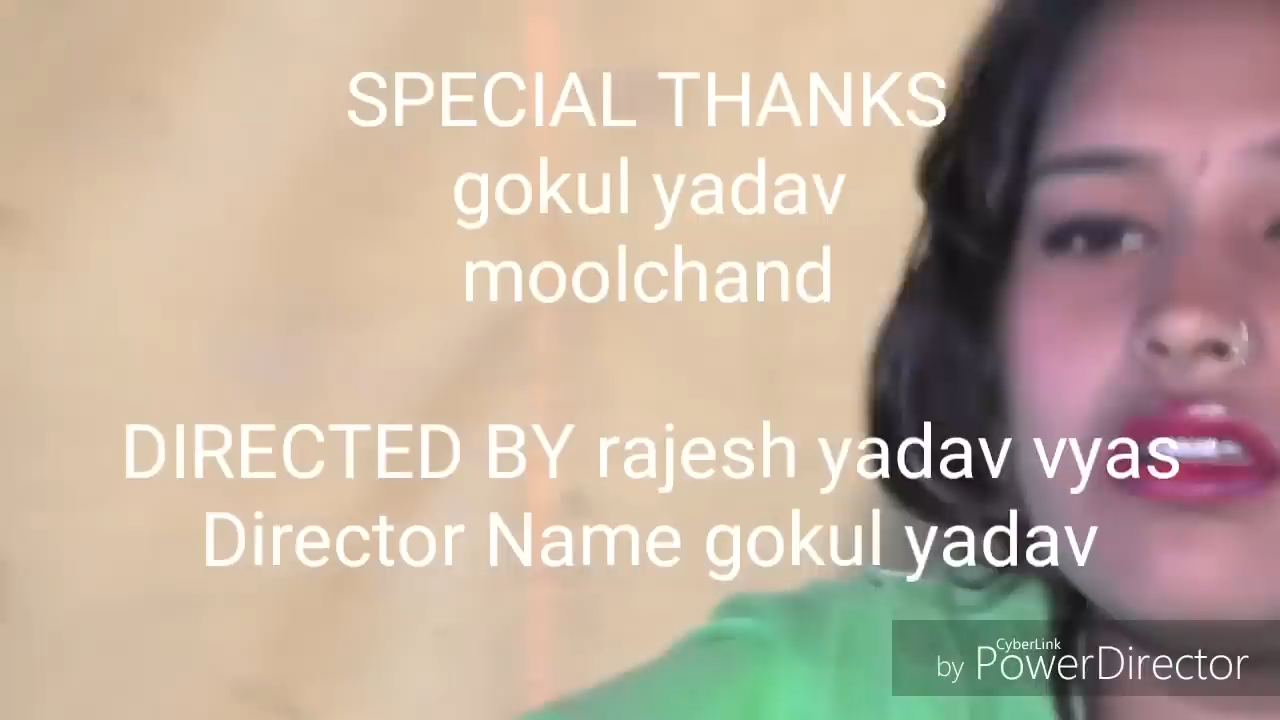 SPECIAL THANKS
gokul yadav
moolchand
DIRECTED BY rajesh yadav vyas
Director Name gokul yadav
CyberLink
by PowerDirector